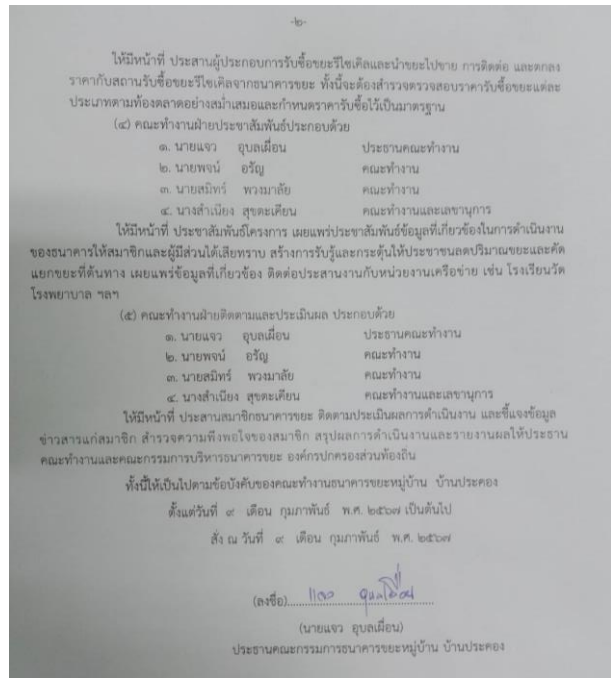 -๒-
ให้มีหน้าที่ ประสานผู้ประกอบการรับซื้อขยะรีไซเคิลและนำขยะไปขาย การติดต่อ และตกลง
ราคากับสถานรับซื้อขยะรีไซเคิลจากธนาคารขยะ ทั้งนี้จะต้องสำรวจตรวจสอบราคารับซื้อขยะแต่ละ
ประเภทตามท้องตลาดอย่างสม่ำเสมอและกำหนดราคารับซื้อไว้เป็นมาตรฐาน
(๔) คณะทำงานฝ่ายประชาสัมพันธ์ประกอบด้วย
๑. นายแจว อุบลเผื่อน ประธานคณะทำงาน
๒. นายพจน์ อรัญ คณะทำงาน
๓. นายสมิทร์ พวงมาลัย คณะทำงาน
๔. นางสำเนียง สุขตะเคียน คณะทำงานและเลขานุการ
ให้มีหน้าที่ ประชาสัมพันธ์โครงการ เผยแพร่ประชาสัมพันธ์ข้อมูลที่เกี่ยวข้องในการดำเนินงาน
ของธนาคารให้สมาชิกและผู้มีส่วนได้เสียทราบ สร้างการรับรู้และกระตุ้นให้ประชาชนลดปริมาณขยะและคัด
แยกขยะที่ต้นทาง เผยแพร่ข้อมูลที่เกี่ยวข้อง ติดต่อประสานงานกับหน่วยงานเครือข่าย เช่น โรงเรียนวัด
โรงพยาบาล ฯลฯ
(๕) คณะทำงานฝ่ายติดตามและประเมินผล ประกอบด้วย
๑. นายแจว อุบลเผื่อน ประธานคณะทำงาน
๒. นายพจน์ อรัญ คณะทำงาน
๓. นายสมิทร์ พวงมาลัย คณะทำงาน
๔. นางสำเนียง สุขตะเคียน คณะทำงานและเลขานุการ
ให้มีหน้าที่ ประสานสมาชิกธนาคารขยะ ติดตามประเมินผลการดำเนินงาน และชี้แจงข้อมูล
ข่าวสารแก่สมาชิก สำรวจความพึงพอใจของสมาชิก สรุปผลการดำเนินงานและรายงานผลให้ประธาน
คณะทำงานและคณะกรรมการบริหารธนาคารขยะ องค์กรปกครองส่วนท้องถิ่น
ทั้งนี้ให้เป็นไปตามข้อบังคับของคณะทำงานธนาคารขยะหมู่บ้าน บ้านประคอง
ตั้งแต่วันที่ ๙ เดือน กุมภาพันธ์ พ.ศ. ๒๕๖๗ เป็นต้นไป
สั่ง ณ วันที่ ๙ เดือน กุมภาพันธ์ พ.ศ. ๒๕๖๗
(ลงชื่อ)....แจว อุบลเผื่อน....
(นายแจว อุบลเผื่อน)
ประธานคณะกรรมการธนาคารขยะหมู่บ้าน บ้านประคอง